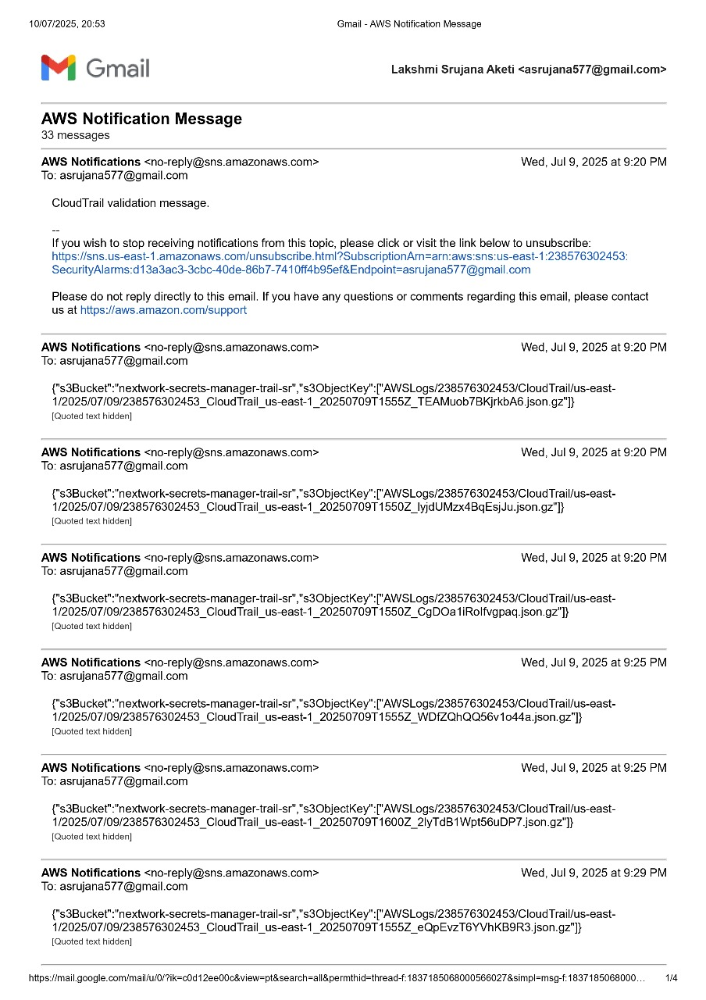 10/07/2025, 20:53
Gmail - AWS Notification Message
Gmail
Lakshmi Srujana Aketi <asrujana577@gmail.com>
AWS Notification Message
33 messages
AWS Notifications <no-reply@sns.amazonaws.com>
Wed, Jul 9, 2025 at 9:20 PM
To: asrujana577@gmail.com
CloudTrail validation message.
--
If you wish to stop receiving notifications from this topic, please click or visit the link below to unsubscribe:
https://sns.us-east-1.amazonaws.com/unsubscribe.html?SubscriptionArn=arn:aws:sns:us-east-1:238576302453:
SecurityAlarms:d13a3ac3-3cbc-40de-86b7-7410ff4b95ef&Endpoint=asrujana577@gmail.com
Please do not reply directly to this email. If you have any questions or comments regarding this email, please contact
us at https://aws.amazon.com/support
AWS Notifications <no-reply@sns.amazonaws.com>
Wed, Jul 9, 2025 at 9:20 PM
To: asrujana577@gmail.com
{"s3Bucket":"nextwork-secrets-manager-trail-sr","s3ObjectKey":["AWSLogs/238576302453/CloudTrail/us-east-
1/2025/07/09/238576302453_CloudTrail_us-east-1_20250709T1555Z_TEAMuob7BKjrkbA6.json.gz"]}
[Quoted text hidden]
AWS Notifications <no-reply@sns.amazonaws.com>
Wed, Jul 9, 2025 at 9:20 PM
To: asrujana577@gmail.com
{"s3Bucket":"nextwork-secrets-manager-trail-sr","s3ObjectKey":["AWSLogs/238576302453/CloudTrail/us-east-
1/2025/07/09/238576302453_CloudTrail_us-east-1_20250709T1550Z_IyjdUMzx4BqEsjJu.json.gz"]}
[Quoted text hidden]
AWS Notifications <no-reply@sns.amazonaws.com>
Wed, Jul 9, 2025 at 9:20 PM
To: asrujana577@gmail.com
{"s3Bucket":"nextwork-secrets-manager-trail-sr","s3ObjectKey":["AWSLogs/238576302453/CloudTrail/us-east-
1/2025/07/09/238576302453_CloudTrail_us-east-1_20250709T1550Z_CgDOa1iRolfvgpaq.json.gz"]}
[Quoted text hidden]
AWS Notifications <no-reply@sns.amazonaws.com>
Wed, Jul 9, 2025 at 9:25 PM
To: asrujana577@gmail.com
{"s3Bucket":"nextwork-secrets-manager-trail-sr","s3ObjectKey":["AWSLogs/238576302453/CloudTrail/us-east-
1/2025/07/09/238576302453_CloudTrail_us-east-1_20250709T1555Z_WDfZQhQQ56v1o44a.json.gz"]}
[Quoted text hidden]
AWS Notifications <no-reply@sns.amazonaws.com>
Wed, Jul 9, 2025 at 9:25 PM
To: asrujana577@gmail.com
{"s3Bucket":"nextwork-secrets-manager-trail-sr","s3ObjectKey":["AWSLogs/238576302453/CloudTrail/us-east-
1/2025/07/09/238576302453_CloudTrail_us-east-1_20250709T1600Z_2lyTdB1Wpt56uDP7.json.gz"]}
[Quoted text hidden]
AWS Notifications <no-reply@sns.amazonaws.com>
Wed, Jul 9, 2025 at 9:29 PM
To: asrujana577@gmail.com
{"s3Bucket":"nextwork-secrets-manager-trail-sr","s3ObjectKey":["AWSLogs/238576302453/CloudTrail/us-east-
1/2025/07/09/238576302453_CloudTrail_us-east-1_20250709T1555Z_eQpEvzT6YVhKB9R3.json.gz"]}
[Quoted text hidden]
https://mail.google.com/mail/u/0/?ik=c0d12ee00c&view=pt&search=all&permthid=thread-f:1837185068000566027&simpl=msg-f:1837185068000…
1/4